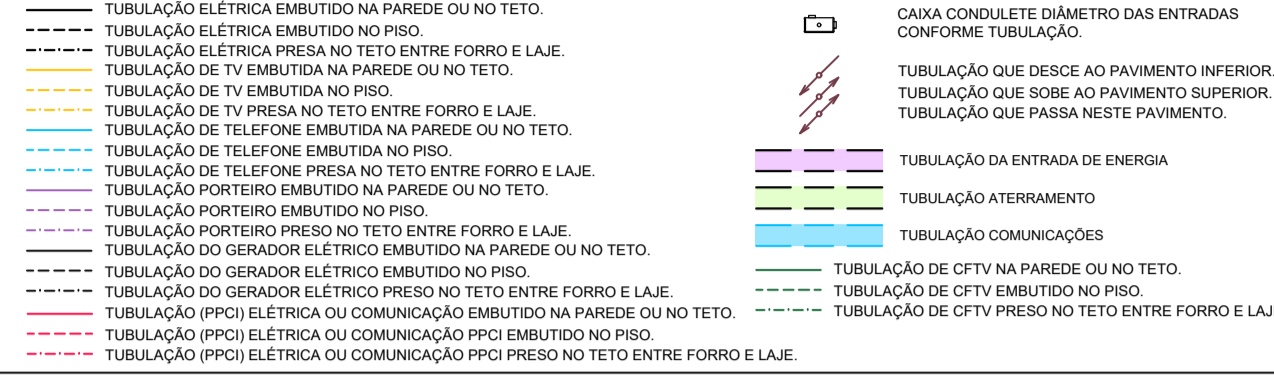 TUBULAÇÃO ELÉTRICA EMBUTIDO NA PAREDE OU NO TETO.
TUBULAÇÃO ELÉTRICA EMBUTIDO NO PISO.
TUBULAÇÃO ELÉTRICA PRESA NO TETO ENTRE FORRO E LAJE.
TUBULAÇÃO DE TV EMBUTIDA NA PAREDE OU NO TETO.
TUBULAÇÃO DE TV EMBUTIDA NO PISO.
TUBULAÇÃO DE TV PRESA NO TETO ENTRE FORRO E LAJE.
TUBULAÇÃO DE TELEFONE EMBUTIDA NA PAREDE OU NO TETO.
TUBULAÇÃO DE TELEFONE EMBUTIDA NO PISO.
TUBULAÇÃO DE TELEFONE PRESA NO TETO ENTRE FORRO E LAJE.
TUBULAÇÃO PORTEIRO EMBUTIDO NA PAREDE OU NO TETO.
TUBULAÇÃO PORTEIRO EMBUTIDO NO PISO.
TUBULAÇÃO PORTEIRO PRESO NO TETO ENTRE FORRO E LAJE.
TUBULAÇÃO DO GERADOR ELÉTRICO EMBUTIDO NA PAREDE OU NO TETO.
TUBULAÇÃO DO GERADOR ELÉTRICO EMBUTIDO NO PISO.
TUBULAÇÃO DO GERADOR ELÉTRICO PRESO NO TETO ENTRE FORRO E LAJE.
TUBULAÇÃO (PPCI) ELÉTRICA OU COMUNICAÇÃO EMBUTIDO NA PAREDE OU NO TETO.
TUBULAÇÃO (PPCI) ELÉTRICA OU COMUNICAÇÃO PPCI EMBUTIDO NO PISO.
TUBULAÇÃO (PPCI) ELÉTRICA OU COMUNICAÇÃO PPCI PRESO NO TETO ENTRE FORRO E LAJE.
CAIXA CONDULETE DIÂMETRO DAS ENTRADAS
CONFORME TUBULAÇÃO.
TUBULAÇÃO QUE DESCE AO PAVIMENTO INFERIOR.
TUBULAÇÃO QUE SOBE AO PAVIMENTO SUPERIOR.
TUBULAÇÃO QUE PASSA NESTE PAVIMENTO.
TUBULAÇÃO DA ENTRADA DE ENERGIA
TUBULAÇÃO ATERRAMENTO
TUBULAÇÃO COMUNICAÇÕES
TUBULAÇÃO DE CFTV NA PAREDE OU NO TETO.
TUBULAÇÃO DE CFTV EMBUTIDO NO PISO.
TUBULAÇÃO DE CFTV PRESO NO TETO ENTRE FORRO E LAJ